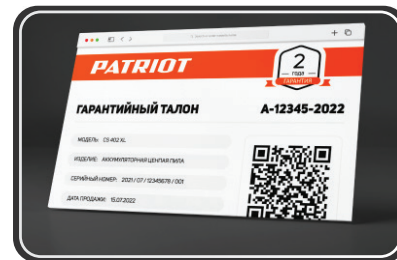 PATRIOT
2
ГОДА
ГАРАНТИЯ
ГАРАНТИЙНЫЙ ТАЛОН
A-12345-2022
МОДЕЛЬ: CS 402 XL
ИЗДЕЛИЕ: АККУМУЛЯТОРНАЯ ЦЕПНАЯ ПИЛА
СЕРИЙНЫЙ НОМЕР: 2021 / 07 / 12345678 / 001
ДАТА ПРОДАЖИ: 15.07.2022